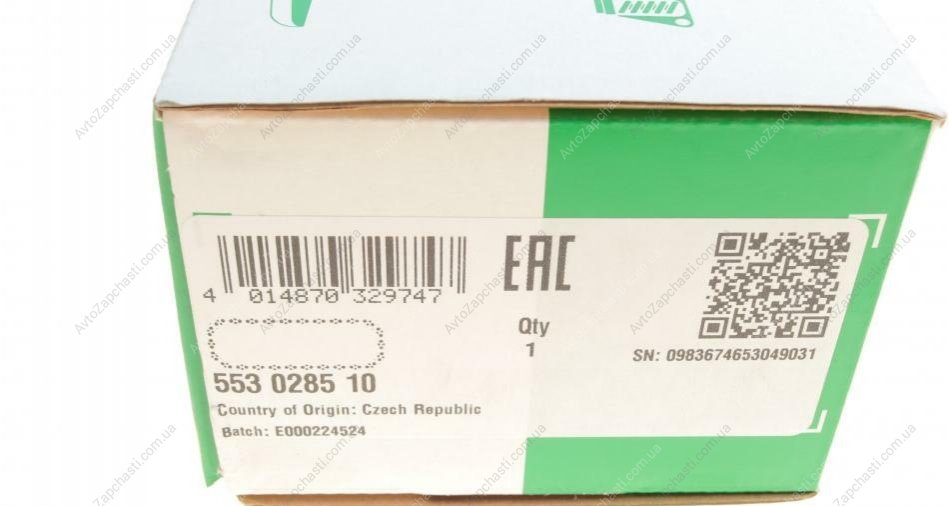 4 014870 329747
EAC
Qty
1
SN: 0983674653049031
553 0285 10
Country of Origin: Czech Republic
Batch: E000224524
AvtoZapchasti.com.ua